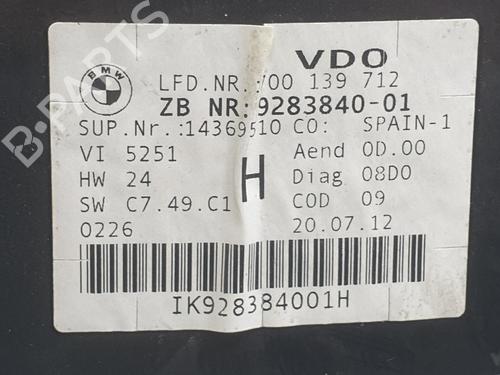 BMW
VDO
LFD.NR.:700 139 712
ZB NR:9283840-01
SUP.Nr.:14369510 CO: SPAIN-1
VI 5251 Aend 0D.00
HW 24 H Diag 08D0
SW C7.49.C1 COD 09
0226 20.07.12
IK928384001H
B-PARTS